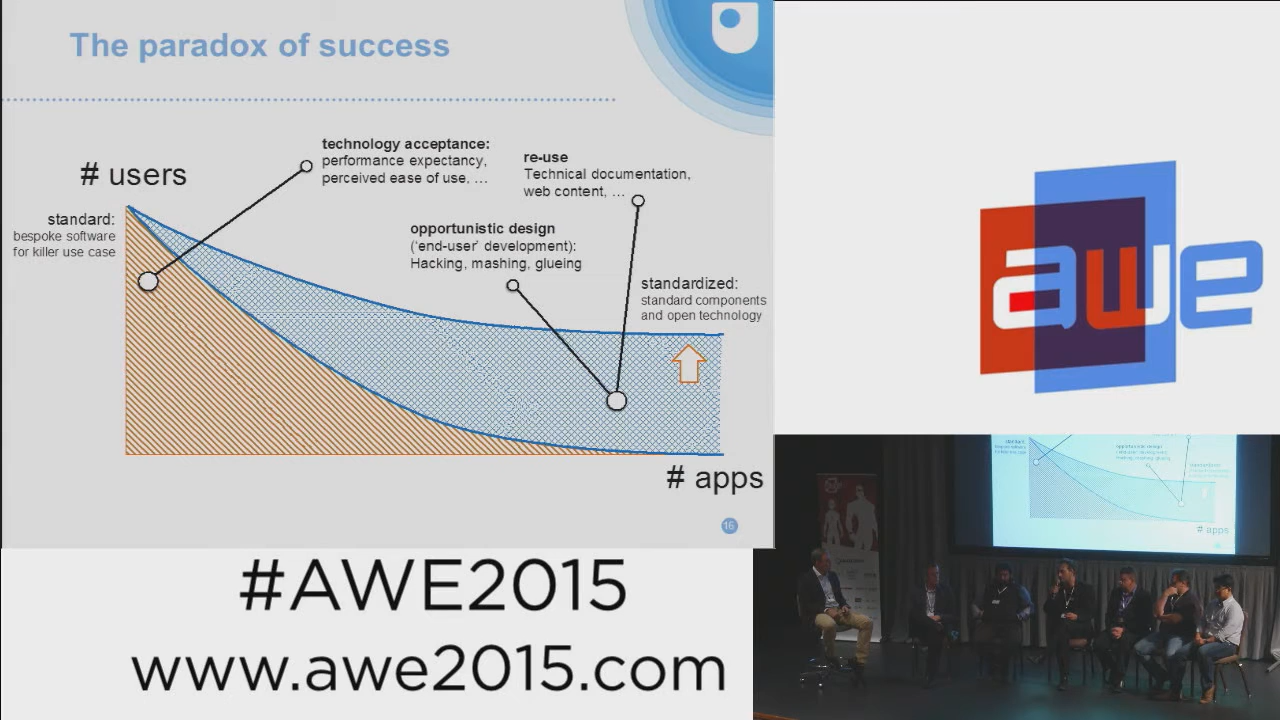 The paradox of success
# users
technology acceptance:
performance expectancy,
perceived ease of use, …
re-use
Technical documentation,
web content, …
standard:
bespoke software
for killer use case
opportunistic design
('end-user' development):
Hacking, mashing, glueing
standardized:
standard components
and open technology
# apps
16
awe
# apps
#AWE2015
www.awe2015.com